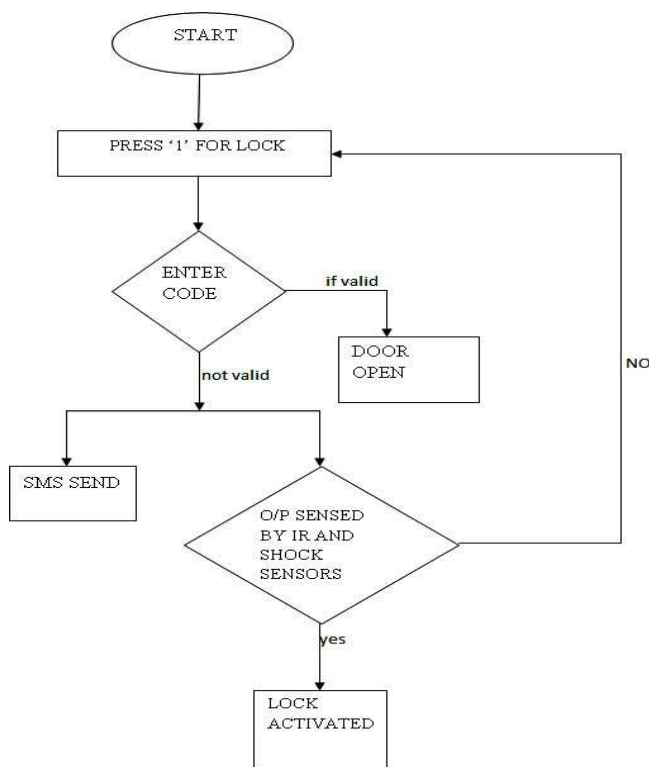 START
PRESS ‘1’ FOR LOCK
ENTER
CODE
if valid
DOOR
OPEN
not valid
NO
SMS SEND
O/P SENSED
BY IR AND
SHOCK
SENSORS
yes
LOCK
ACTIVATED